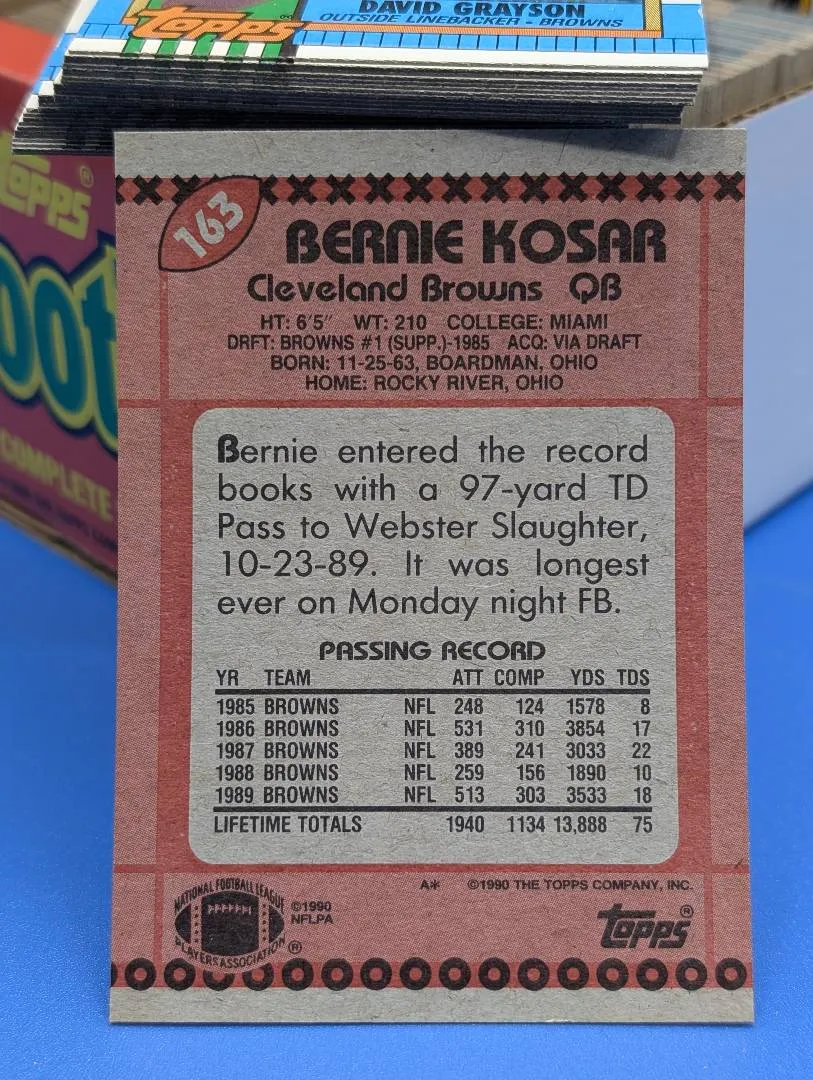 DAVID GRAYSON
OUTSIDE LINEBACKER • BROWNS
Topps
Topps®
COMPLETE
163
BERNIE KOSAR
Cleveland Browns QB
HT: 6'5" WT: 210 COLLEGE: MIAMI
DRFT: BROWNS #1 (SUPP.)-1985 ACQ: VIA DRAFT
BORN: 11-25-63, BOARDMAN, OHIO
HOME: ROCKY RIVER, OHIO
Bernie entered the record
books with a 97-yard TD
Pass to Webster Slaughter,
10-23-89. It was longest
ever on Monday night FB.
PASSING RECORD
YR TEAM ATT COMP YDS TDS
1985 BROWNS NFL 248 124 1578 8
1986 BROWNS NFL 531 310 3854 17
1987 BROWNS NFL 389 241 3033 22
1988 BROWNS NFL 259 156 1890 10
1989 BROWNS NFL 513 303 3533 18
LIFETIME TOTALS 1940 1134 13,888 75
A* ©1990 THE TOPPS COMPANY, INC.
NATIONAL FOOTBALL LEAGUE
PLAYERS ASSOCIATION®
©1990
NFLPA
Topps®